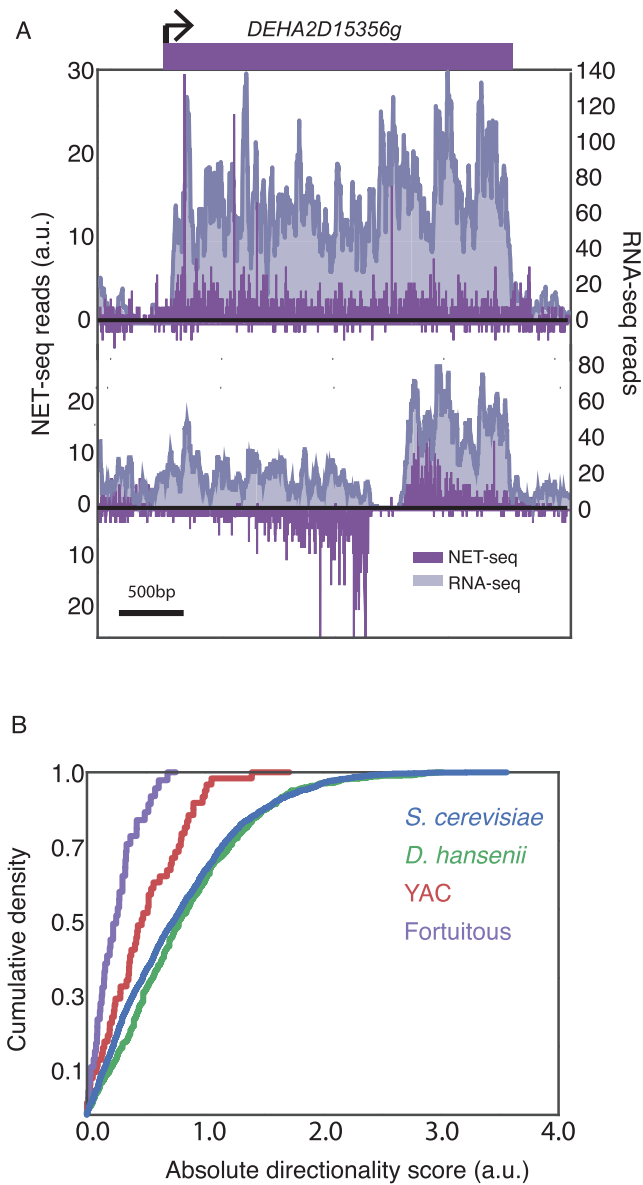 A
DEHA2D15356g
30
20
10
0
140
120
100
80
60
40
20
0
NET-seq reads (a.u.)
RNA-seq reads
20
10
0
10
20
80
60
40
20
0
NET-seq
RNA-seq
500bp
B
1.0
0.7
0.5
0.3
0.1
Cumulative density
S. cerevisiae
D. hansenii
YAC
Fortuitous
0.0 1.0 2.0 3.0 4.0
Absolute directionality score (a.u.)